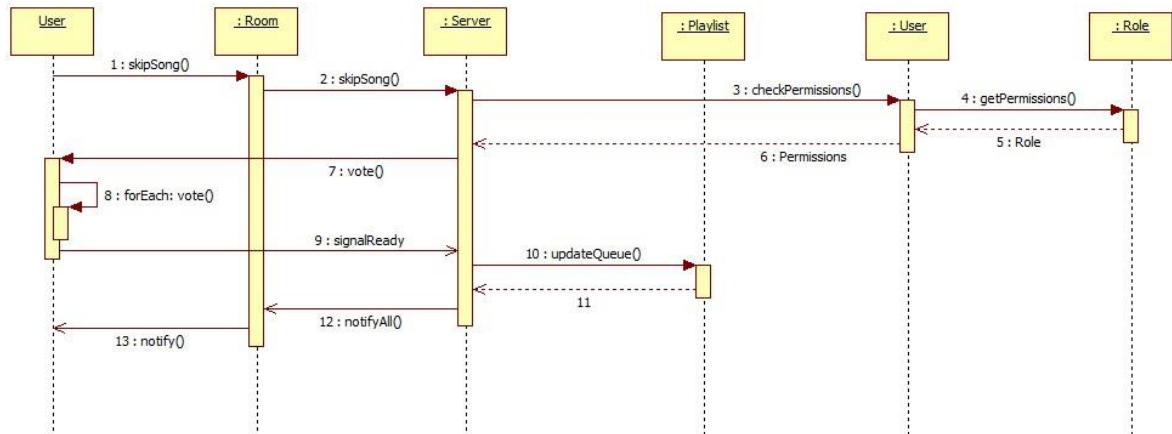 User
: Room
: Server
: Playlist
: User
: Role
1 : skipSong()
2 : skipSong()
3 : checkPermissions()
4 : getPermissions()
5 : Role
6 : Permissions
7 : vote()
8 : forEach: vote()
9 : signalReady
10 : updateQueue()
11
12 : notifyAll()
13 : notify()